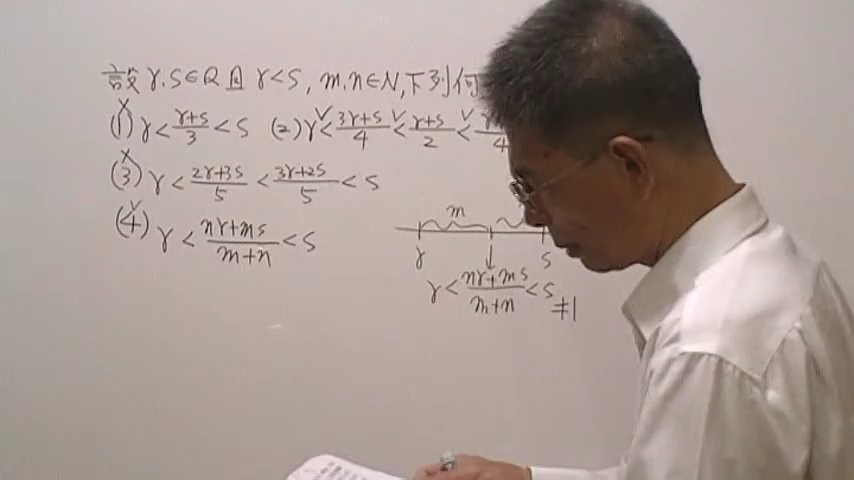 設 r.s∈Q 且 r<s, m.n∈N,下列何
(1) r < (r+s)/3 < s (2) r < (3r+s)/4 < (r+s)/2 <
(3) r < (2r+3s)/5 < (3r+2s)/5 < s
(4) r < (nr+ms)/(m+n) < s
m
r s
r < (nr+ms)/(m+n) < s #